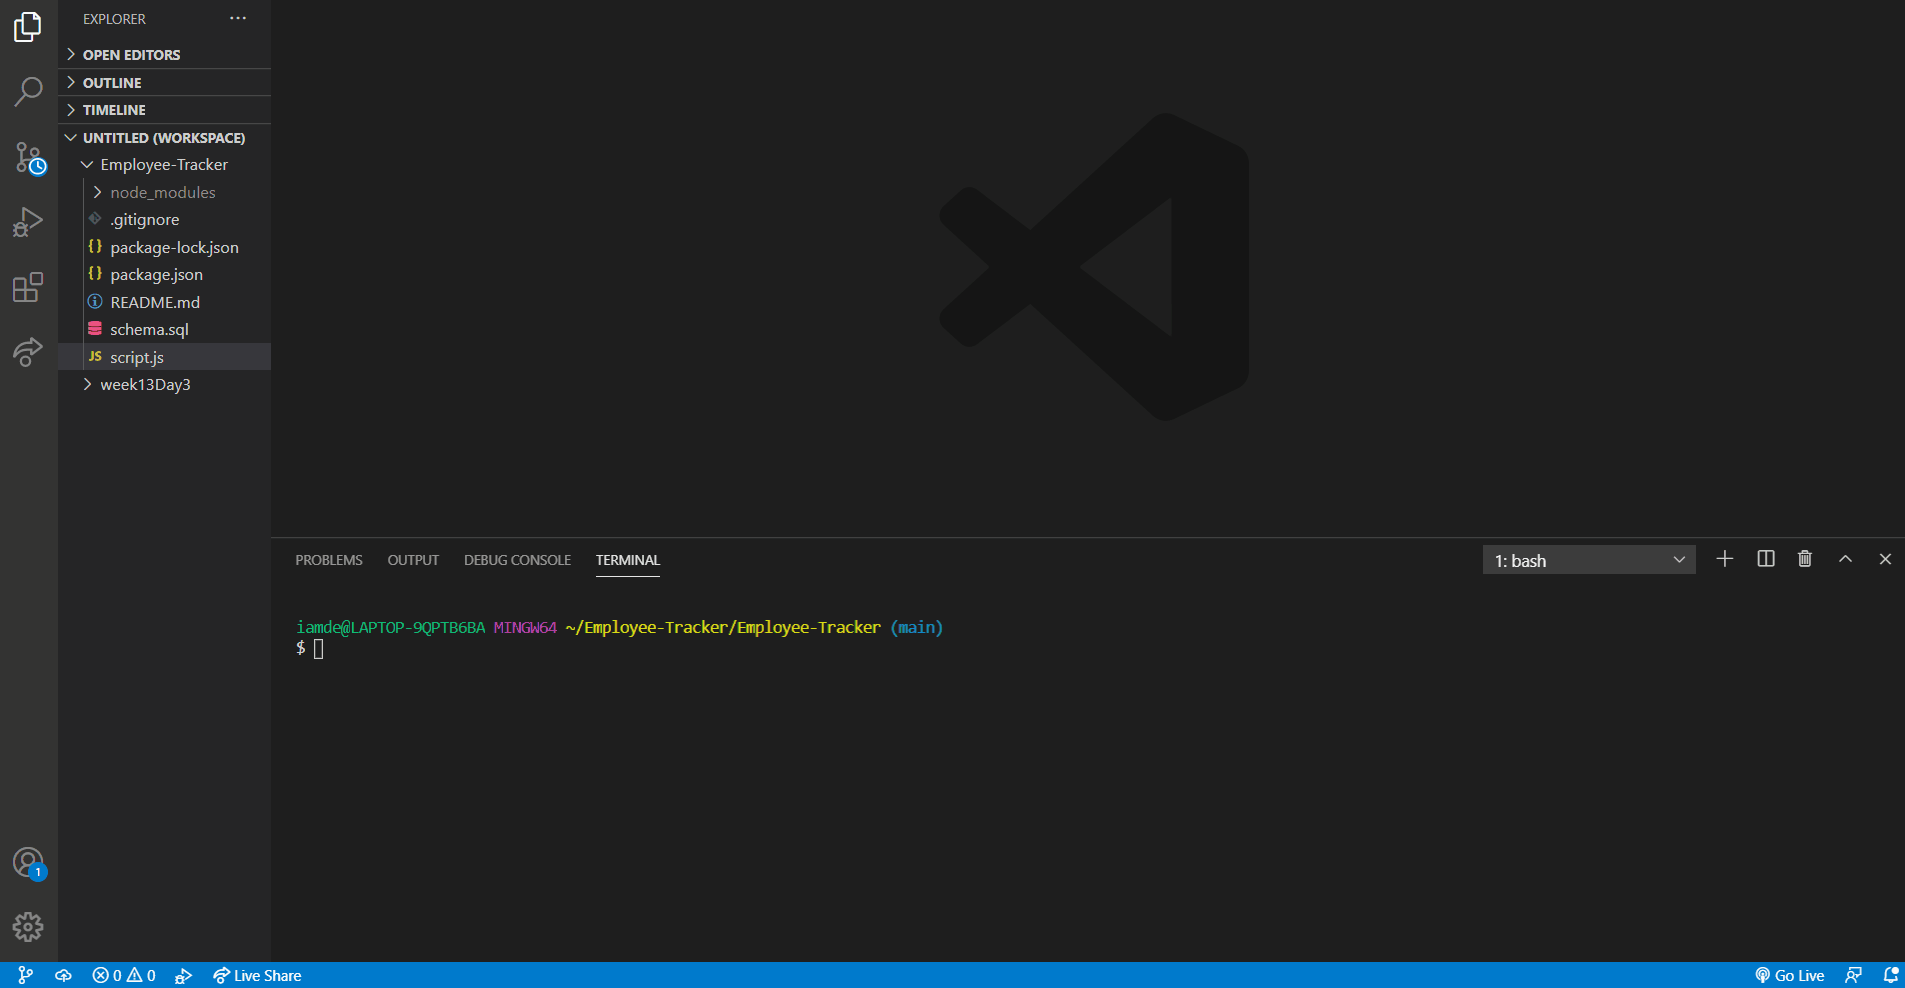 EXPLORER
OPEN EDITORS
OUTLINE
TIMELINE
UNTITLED (WORKSPACE)
Employee-Tracker
node_modules
.gitignore
{} package-lock.json
{} package.json
README.md
schema.sql
JS script.js
week13Day3
PROBLEMS OUTPUT DEBUG CONSOLE TERMINAL 1: bash
iamde@LAPTOP-9QPTB6BA MINGW64 ~/Employee-Tracker/Employee-Tracker (main)
$
1
0 0 Live Share Go Live